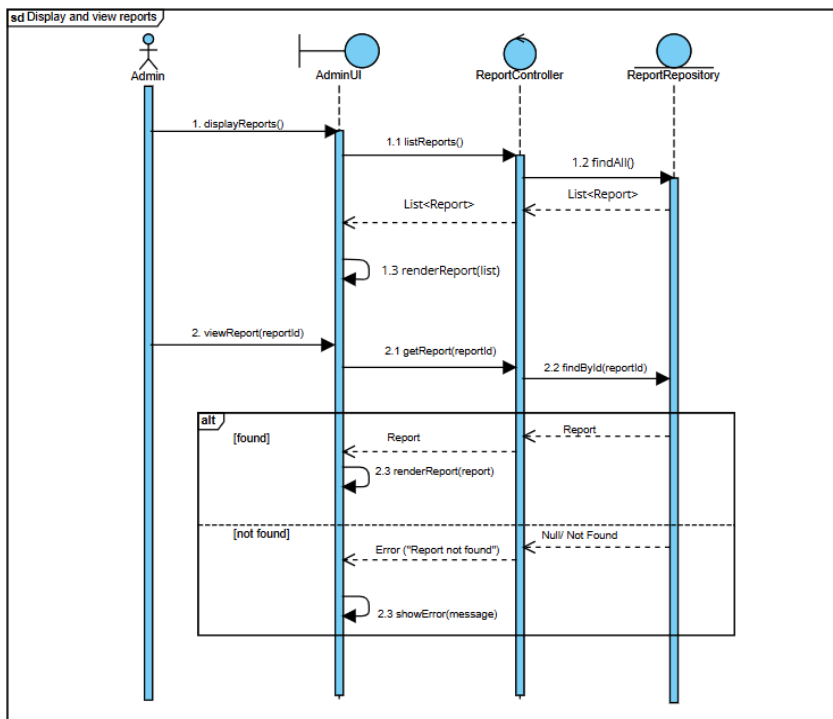 sd Display and view reports
Admin
AdminUI
ReportController
ReportRepository
1. displayReports()
1.1 listReports()
1.2 findAll()
List<Report>
List<Report>
1.3 renderReport(list)
2. viewReport(reportId)
2.1 getReport(reportId)
2.2 findById(reportId)
alt
[found]
Report
Report
2.3 renderReport(report)
[not found]
Null/ Not Found
Error ("Report not found")
2.3 showError(message)